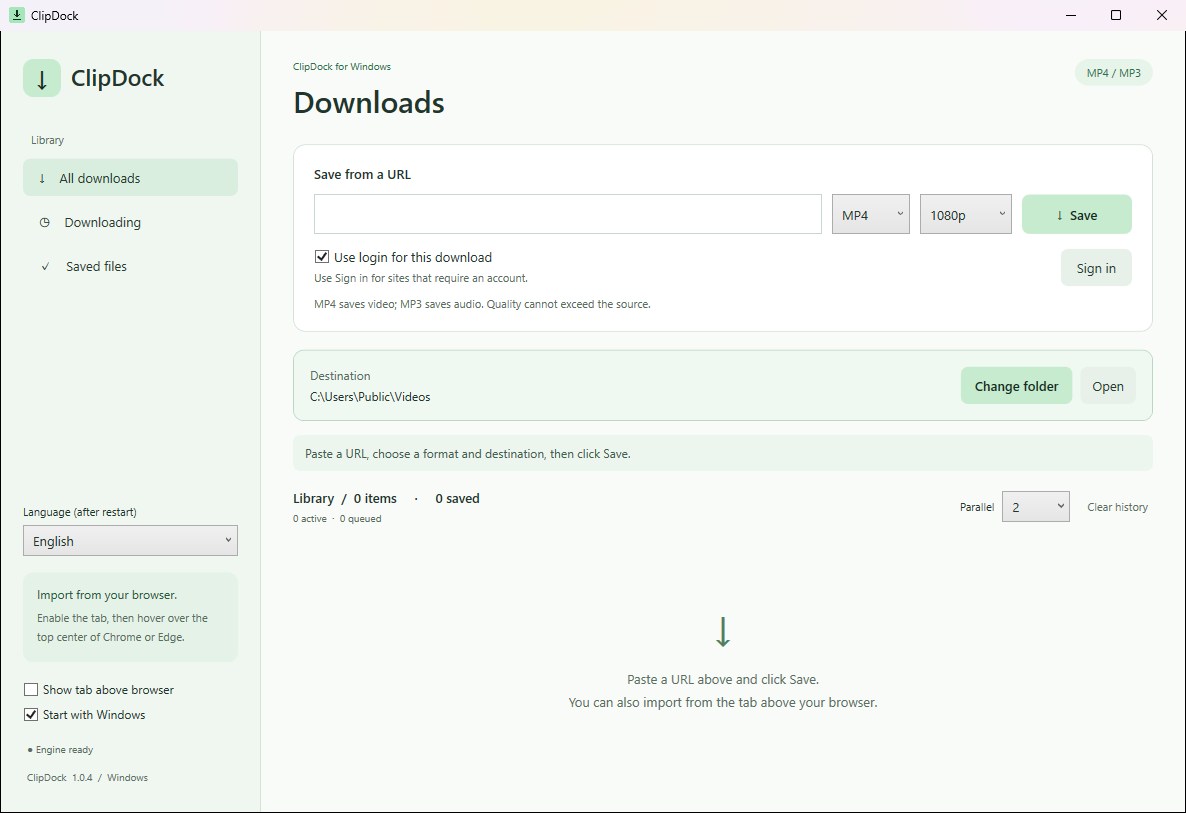 ClipDock
ClipDock
Library
↓ All downloads
Downloading
✓ Saved files
Language (after restart)
English
Import from your browser.
Enable the tab, then hover over the
top center of Chrome or Edge.
Show tab above browser
Start with Windows
● Engine ready
ClipDock 1.0.4 / Windows
ClipDock for Windows
Downloads
MP4 / MP3
Save from a URL
MP4
1080p
↓ Save
Use login for this download
Use Sign in for sites that require an account.
Sign in
MP4 saves video; MP3 saves audio. Quality cannot exceed the source.
Destination
C:\Users\Public\Videos
Change folder
Open
Paste a URL, choose a format and destination, then click Save.
Library / 0 items · 0 saved
0 active · 0 queued
Parallel
2
Clear history
Paste a URL above and click Save.
You can also import from the tab above your browser.